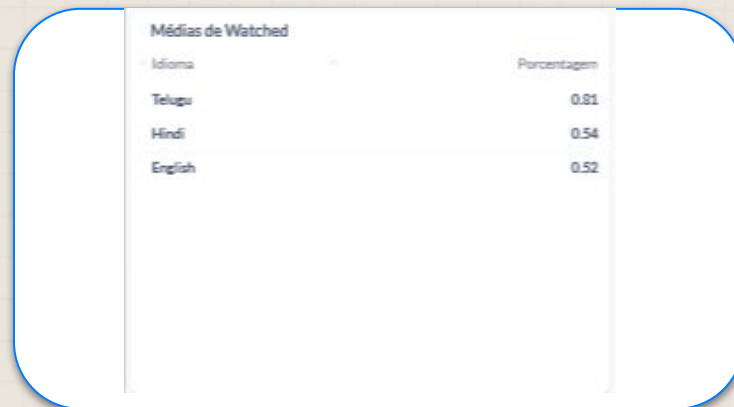 Médias de Watched
Idioma Porcentagem
Telugu 0.81
Hindi 0.54
English 0.52